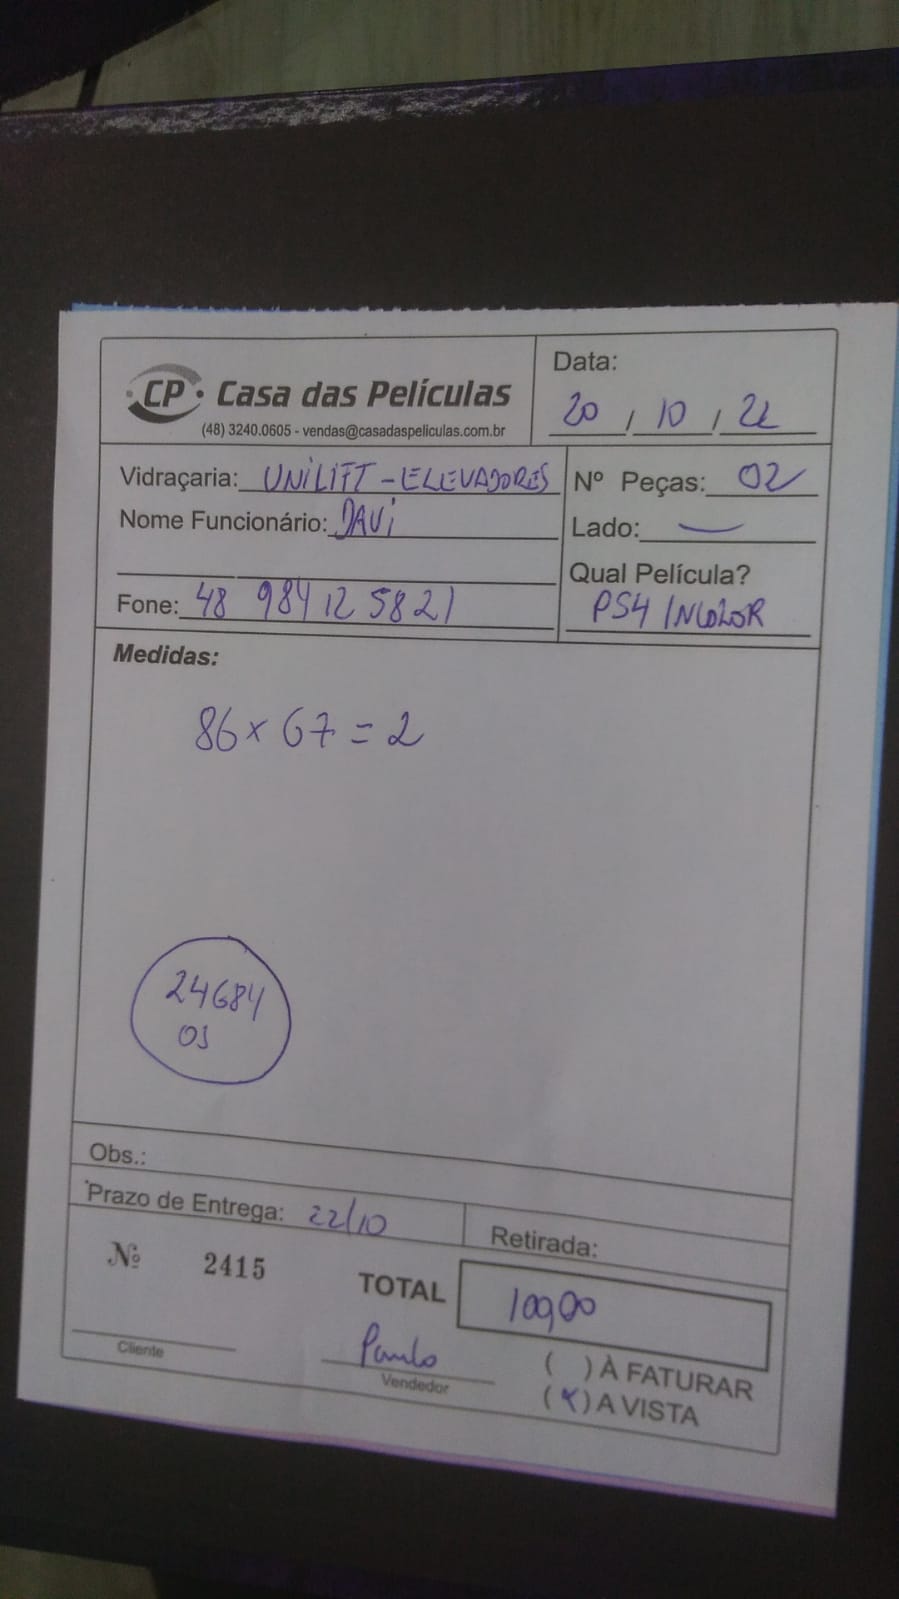 CP Casa das Películas
(48) 3240.0605 - vendas@casadaspeliculas.com.br
Data:
20 / 10 / 22
Vidraçaria: UNILIFT - ELEVADORES
Nº Peças: 02
Nome Funcionário: DAVi
Lado: —
Qual Película?
PS4 INCOLOR
Fone: 48 984 12 5821
Medidas:
86 x 67 = 2
24684
OS
Obs.:
Prazo de Entrega: 22/10
Retirada:
Nº 2415
TOTAL 100,00
Cliente
Paulo
Vendedor
( ) À FATURAR
(X) A VISTA